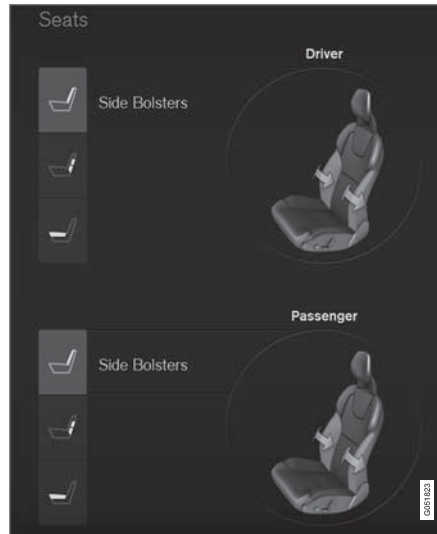 Seats
Driver
Side Bolsters
Passenger
Side Bolsters
G051823